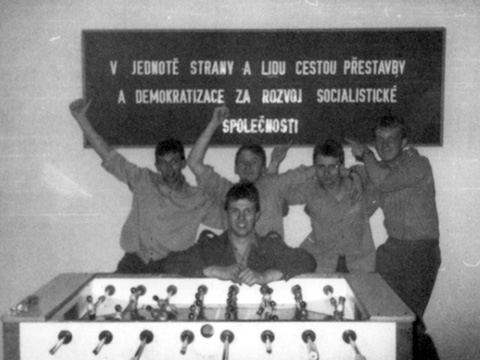 V JEDNOTĚ STRANY A LIDU CESTOU PŘESTAVBY
A DEMOKRATIZACE ZA ROZVOJ SOCIALISTICKÉ
SPOLEČNOSTI